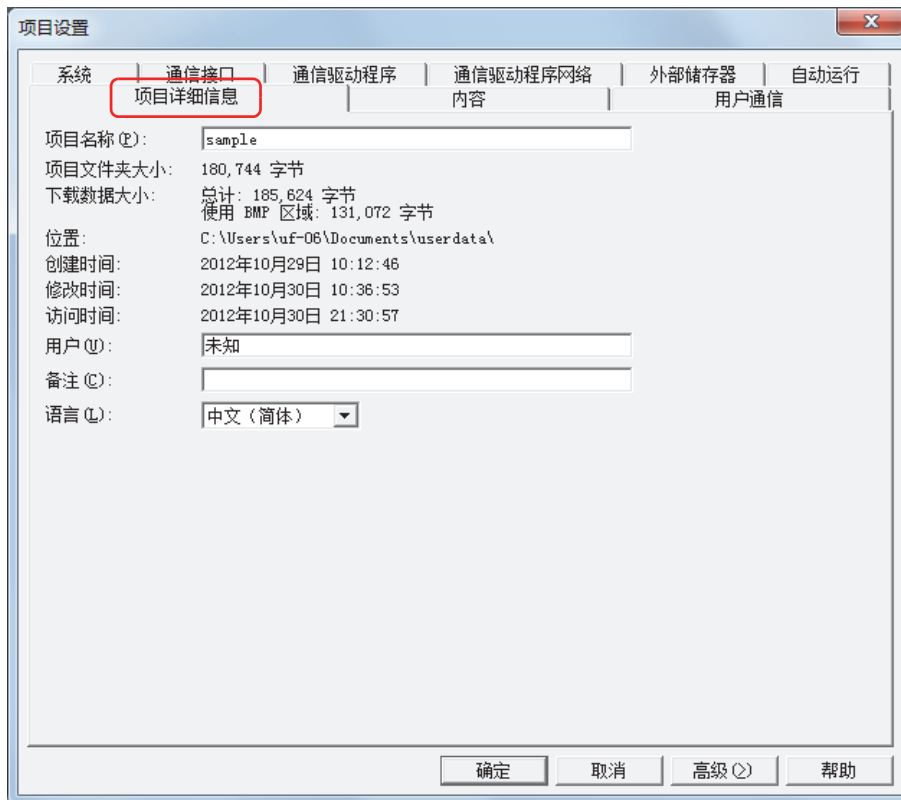 项目设置
系统 通信接口 通信驱动程序 通信驱动程序网络 外部储存器 自动运行
项目详细信息 内容 用户通信
项目名称(P): sample
项目文件夹大小: 180,744 字节
下载数据大小: 总计: 185,624 字节
使用 BMP 区域: 131,072 字节
位置: C:\Users\uf-06\Documents\userdata\
创建时间: 2012年10月29日 10:12:46
修改时间: 2012年10月30日 10:36:53
访问时间: 2012年10月30日 21:30:57
用户(U): 未知
备注(C):
语言(L): 中文（简体）
确定 取消 高级(>) 帮助